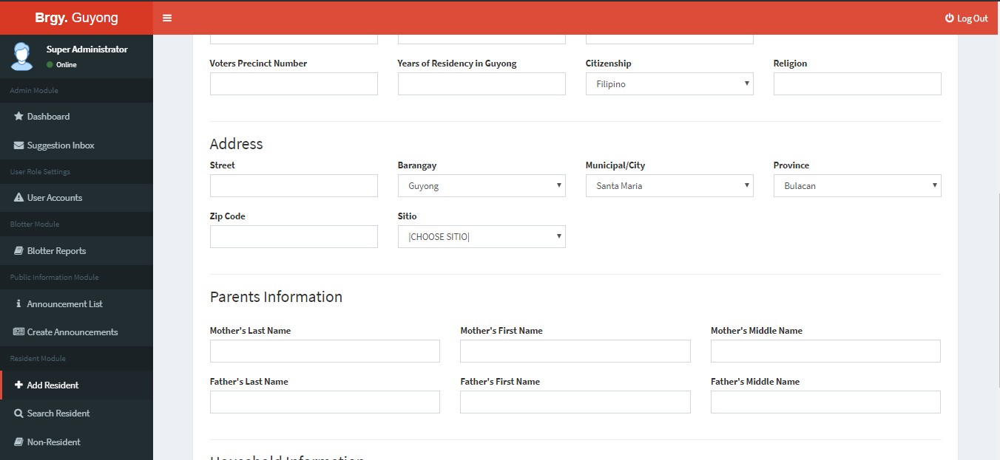 Brgy. Guyong
Log Out
Super Administrator
Online
Admin Module
Dashboard
Suggestion Inbox
User Role Settings
User Accounts
Blotter Module
Blotter Reports
Public Information Module
Announcement List
Create Announcements
Resident Module
Add Resident
Search Resident
Non-Resident
Voters Precinct Number Years of Residency in Guyong Citizenship Religion
Filipino
Address
Street Barangay Municipal/City Province
Guyong Santa Maria Bulacan
Zip Code Sitio
|CHOOSE SITIO|
Parents Information
Mother's Last Name Mother's First Name Mother's Middle Name
Father's Last Name Father's First Name Father's Middle Name
Household Information